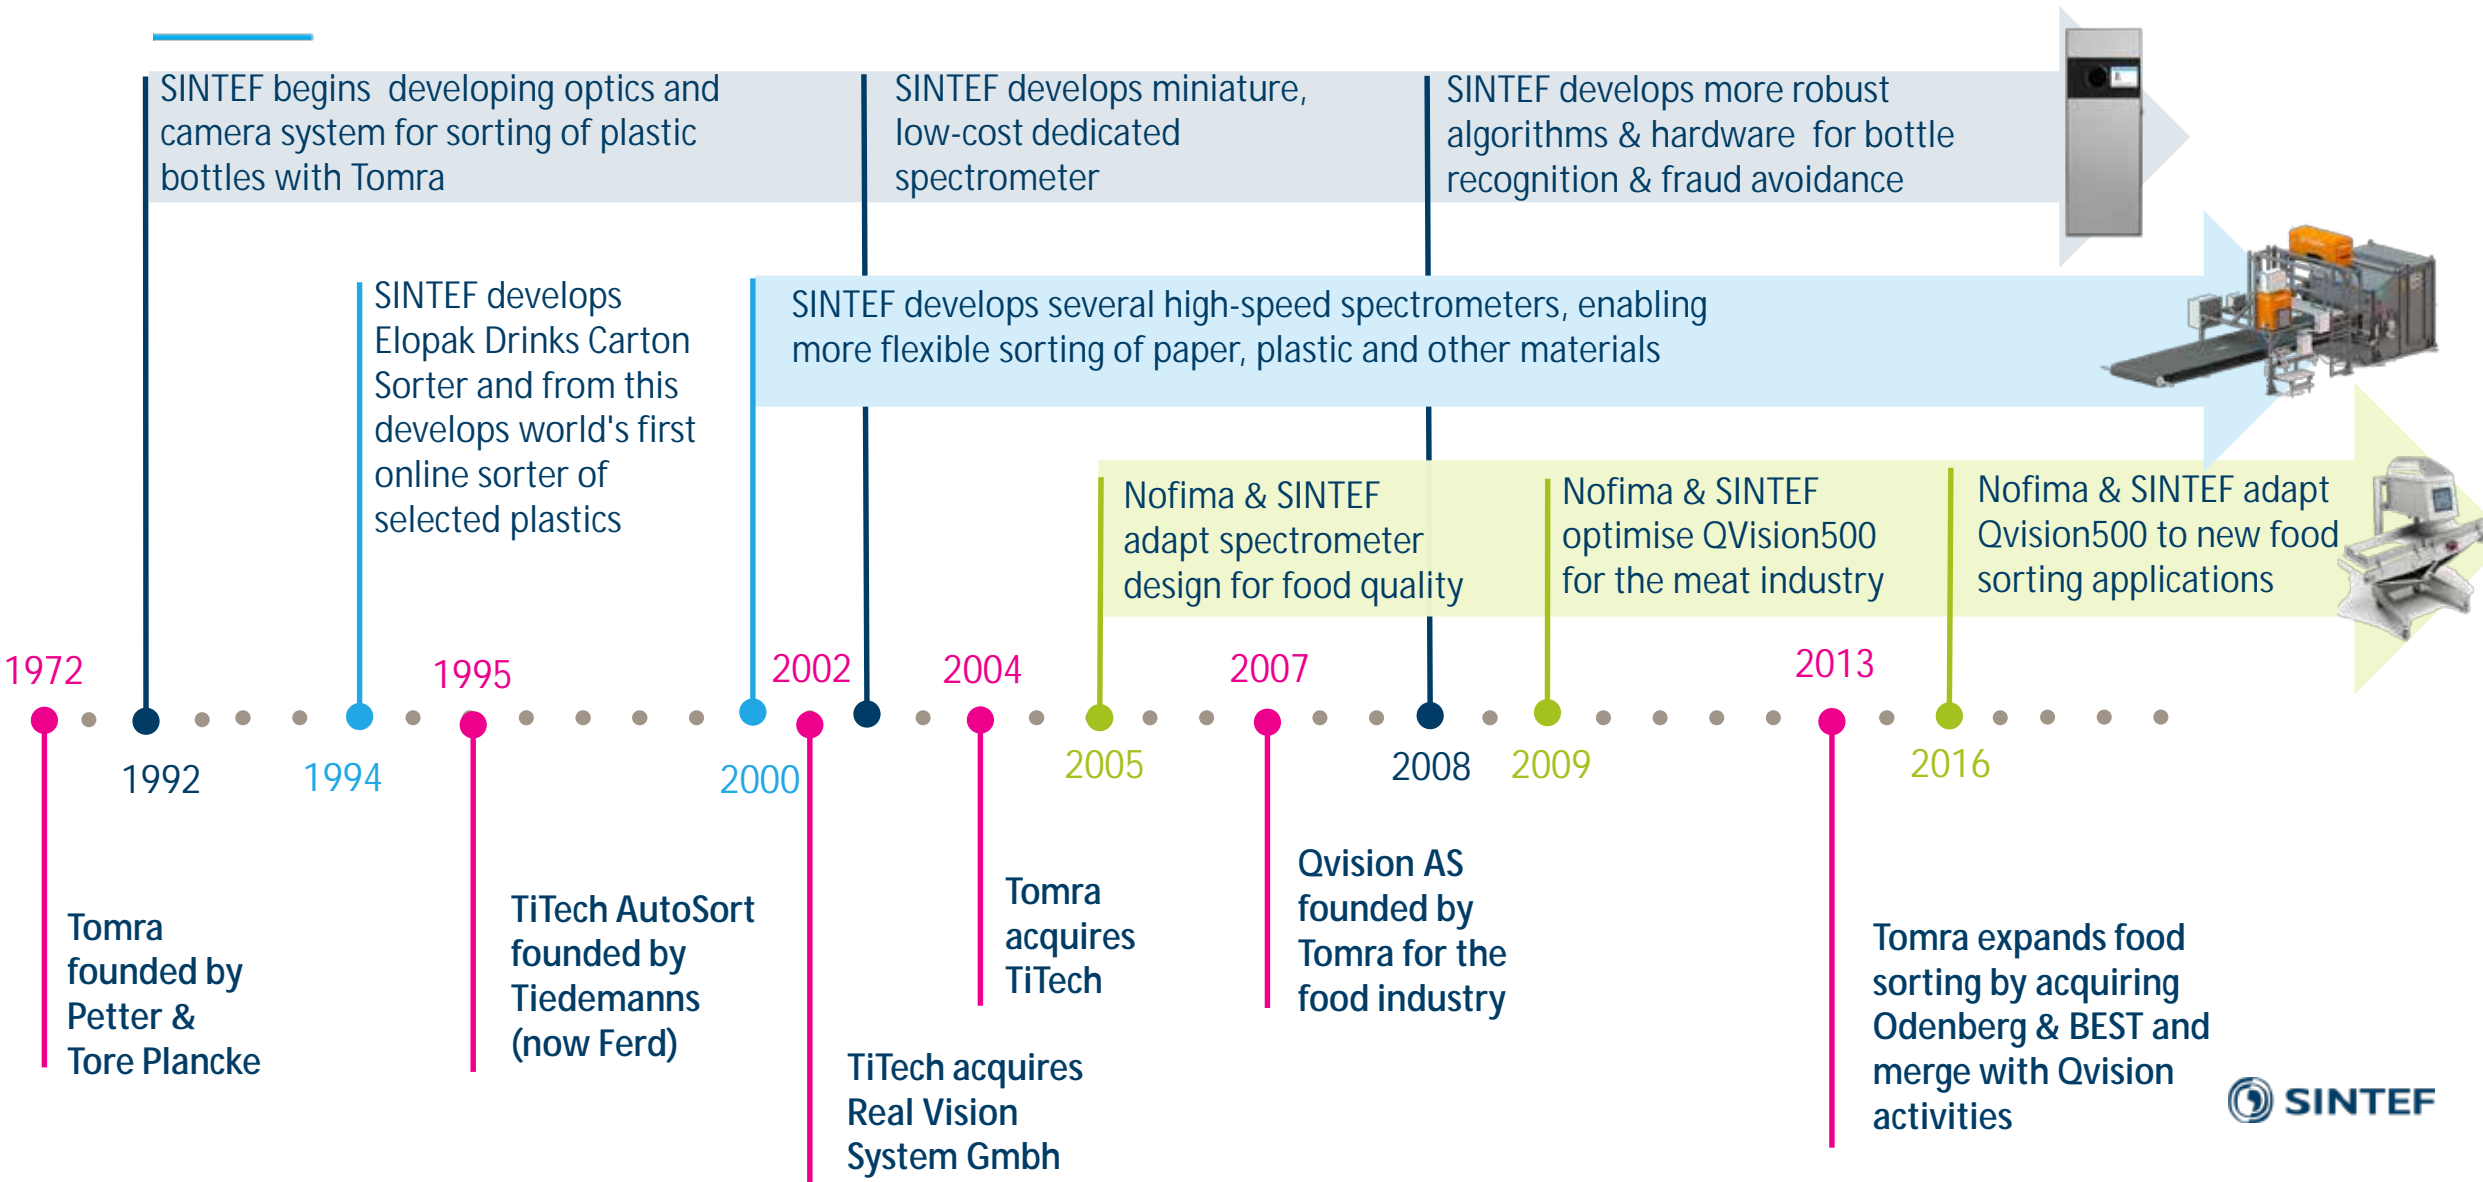 SINTEF begins developing optics and
camera system for sorting of plastic
bottles with Tomra
SINTEF develops miniature,
low-cost dedicated
spectrometer
SINTEF develops more robust
algorithms & hardware for bottle
recognition & fraud avoidance
SINTEF develops
Elopak Drinks Carton
Sorter and from this
develops world's first
online sorter of
selected plastics
SINTEF develops several high-speed spectrometers, enabling
more flexible sorting of paper, plastic and other materials
Nofima & SINTEF
adapt spectrometer
design for food quality
Nofima & SINTEF
optimise QVision500
for the meat industry
Nofima & SINTEF adapt
Qvision500 to new food
sorting applications
1972
1995
2002
2004
2007
2013
1992
1994
2000
2005
2008
2009
2016
Tomra
founded by
Petter &
Tore Plancke
TiTech AutoSort
founded by
Tiedemanns
(now Ferd)
TiTech acquires
Real Vision
System Gmbh
Tomra
acquires
TiTech
Qvision AS
founded by
Tomra for the
food industry
Tomra expands food
sorting by acquiring
Odenberg & BEST and
merge with Qvision
activities
SINTEF